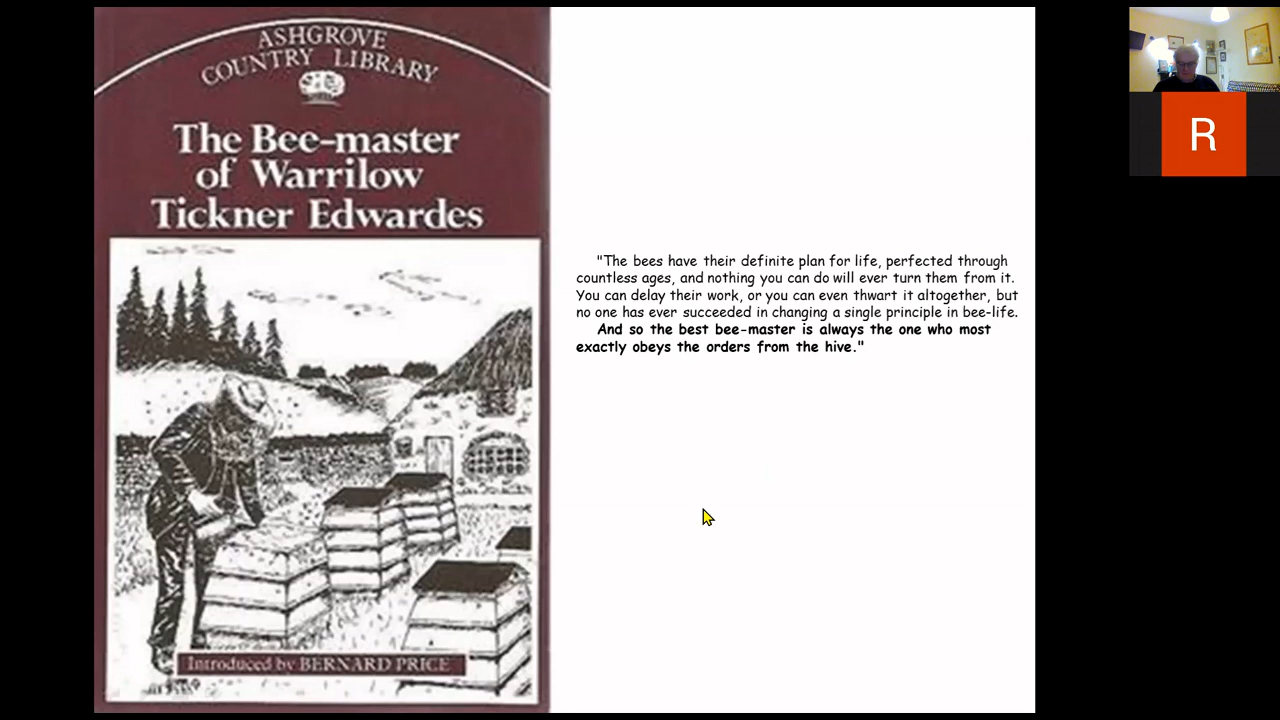 ASHGROVE
COUNTRY LIBRARY
The Bee-master
of Warrilow
Tickner Edwardes
Introduced by BERNARD PRICE
"The bees have their definite plan for life, perfected through
countless ages, and nothing you can do will ever turn them from it.
You can delay their work, or you can even thwart it altogether, but
no one has ever succeeded in changing a single principle in bee-life.
And so the best bee-master is always the one who most
exactly obeys the orders from the hive."
R